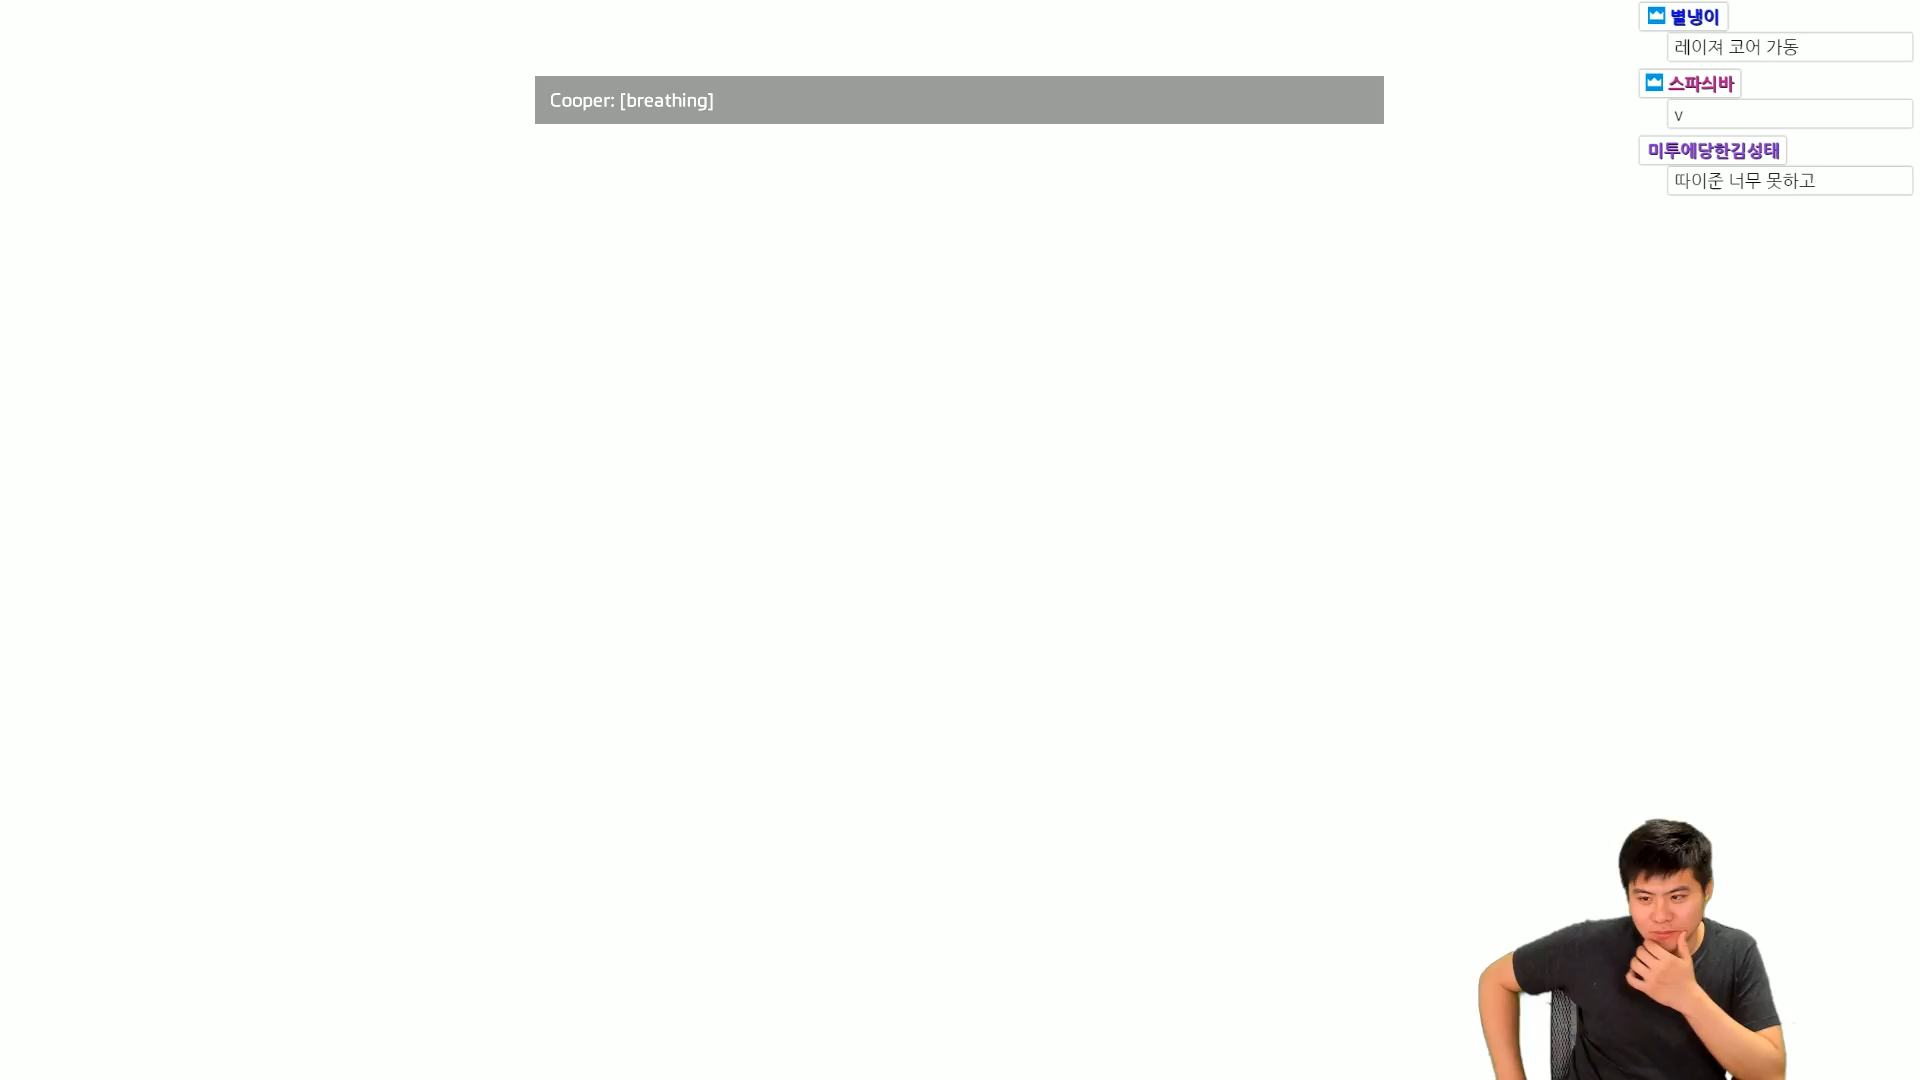 Cooper: [breathing]
별냉이
레이져 코어 가동
스파싀바
v
미투에당한김성태
따이준 너무 못하고